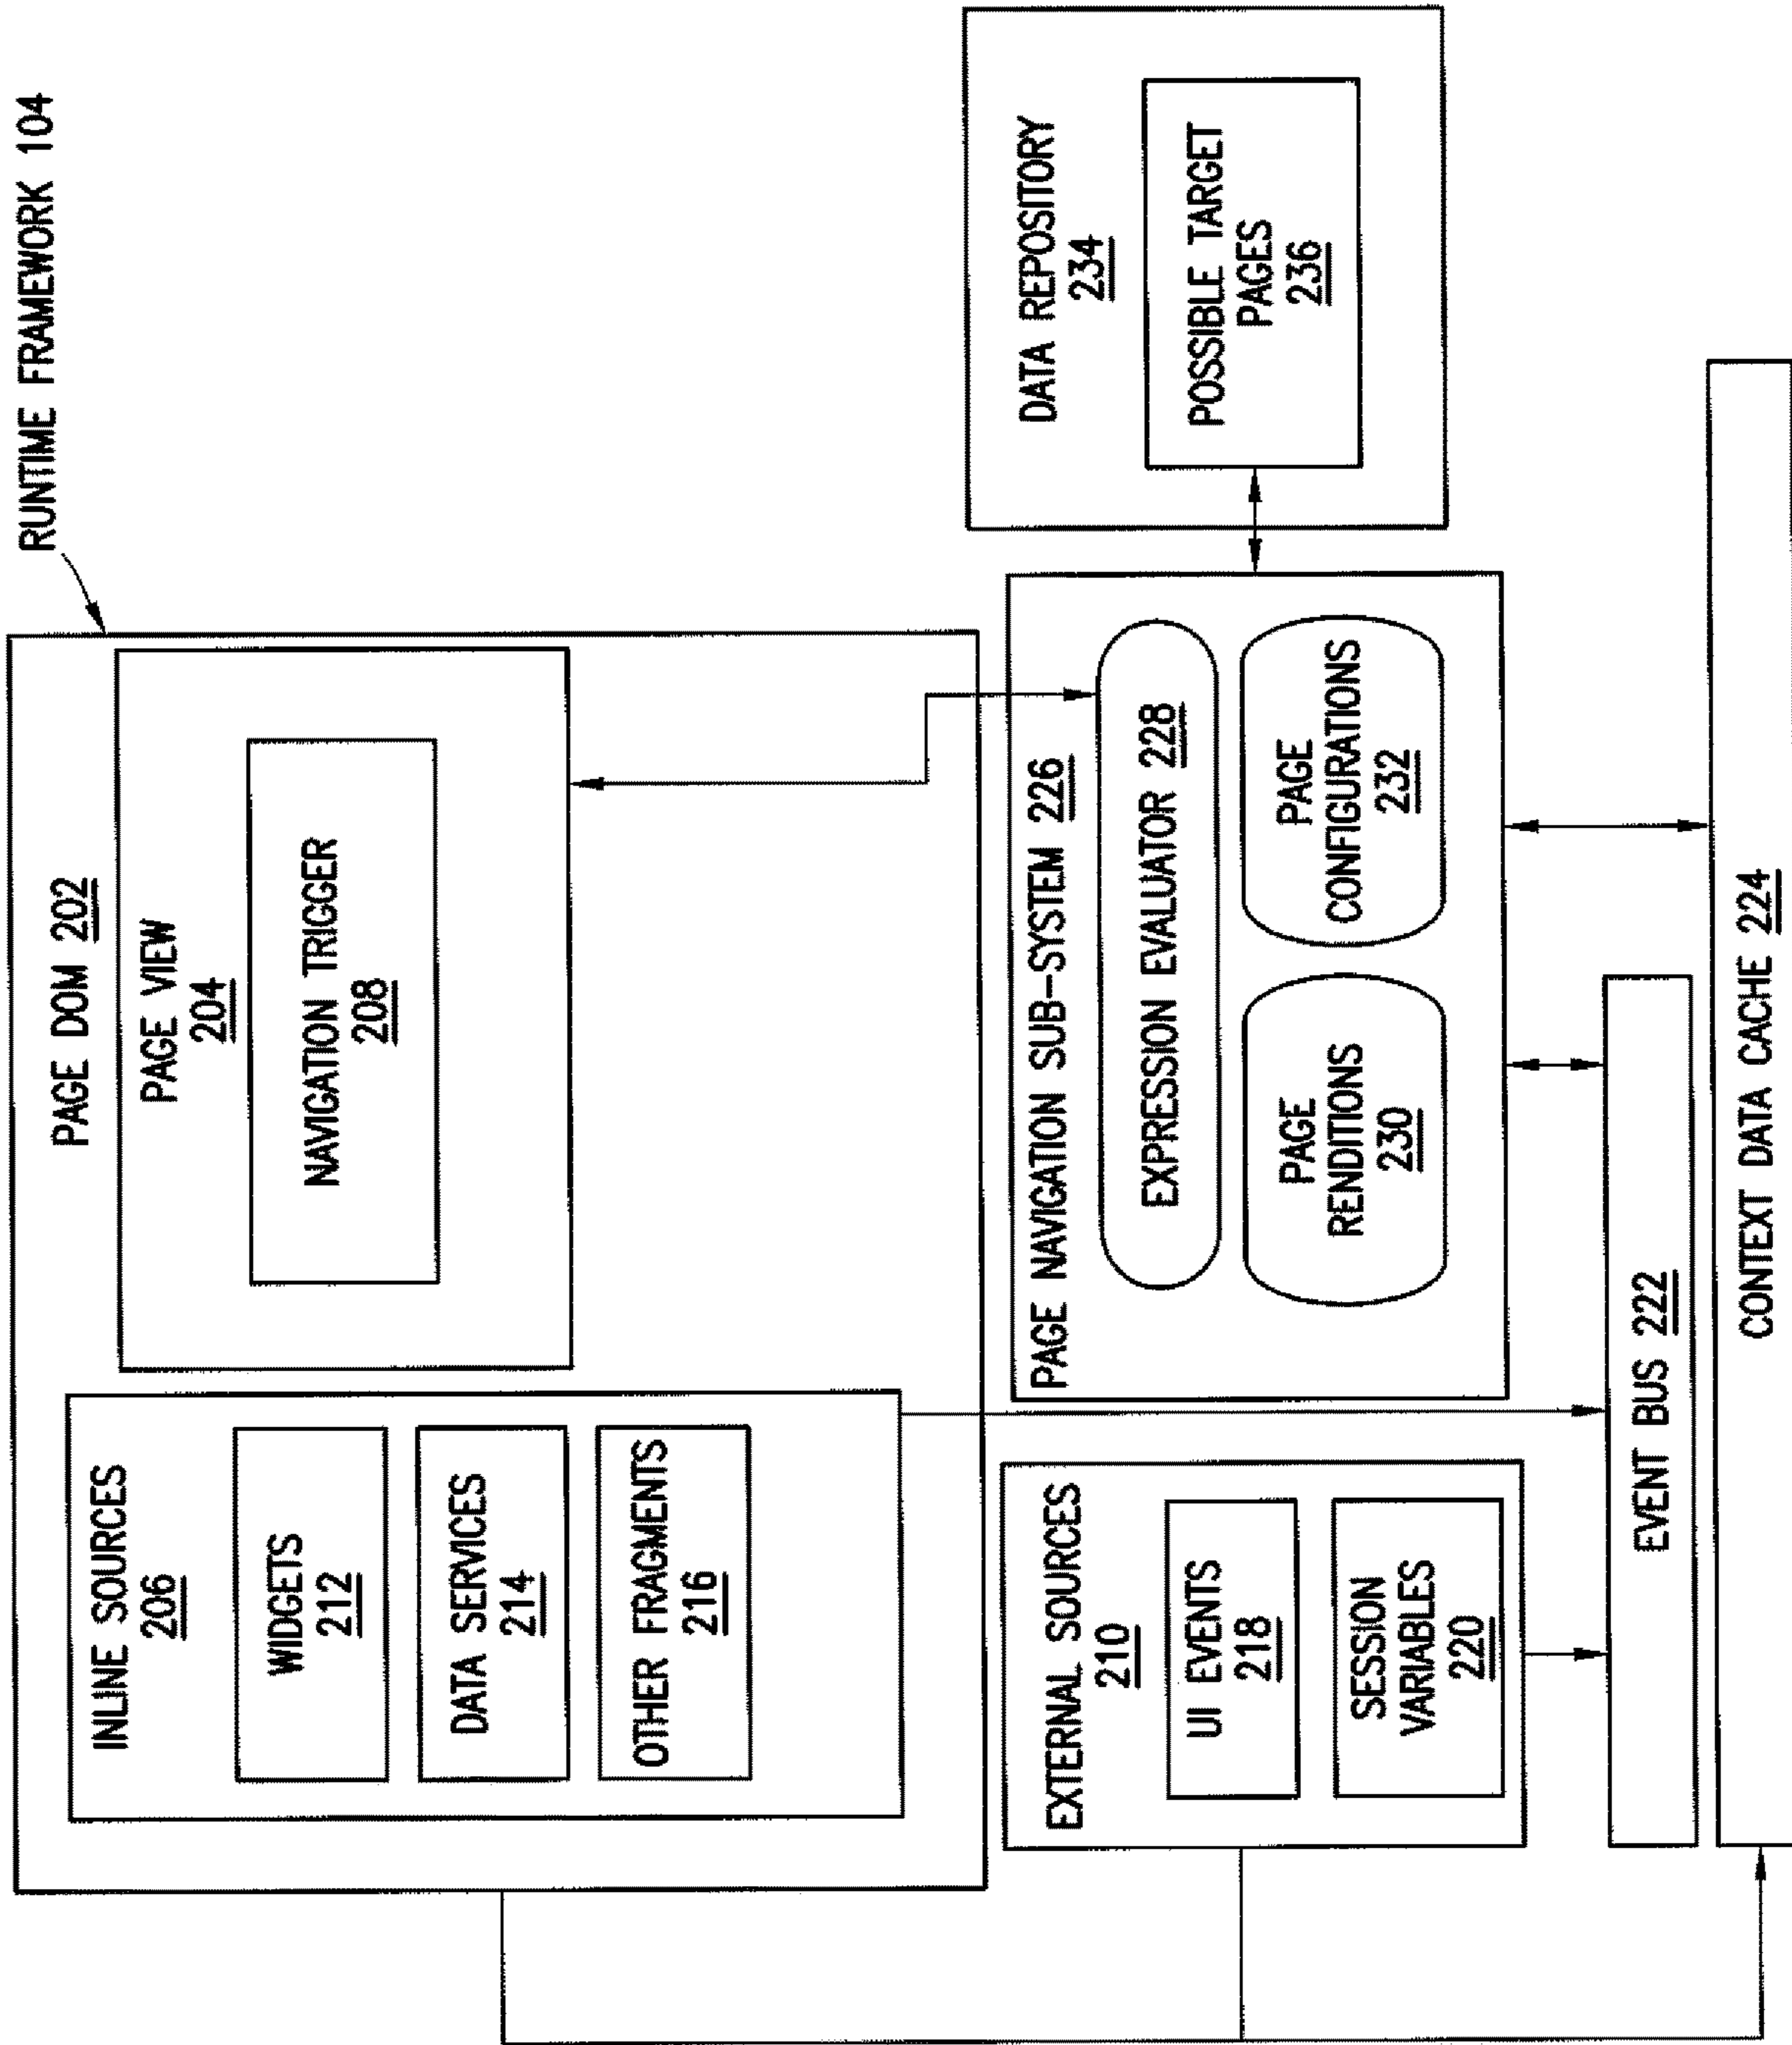 RUNTIME FRAMEWORK 104
PAGE DOM 202
INLINE SOURCES
206
WIDGETS
212
DATA SERVICES
214
OTHER FRAGMENTS
216
PAGE VIEW
204
NAVIGATION TRIGGER
208
EXTERNAL SOURCES
210
UI EVENTS
218
SESSION
VARIABLES
220
PAGE NAVIGATION SUB-SYSTEM 226
EXPRESSION EVALUATOR 228
PAGE
RENDITIONS
230
PAGE
CONFIGURATIONS
232
DATA REPOSITORY
234
POSSIBLE TARGET
PAGES
236
EVENT BUS 222
CONTEXT DATA CACHE 224